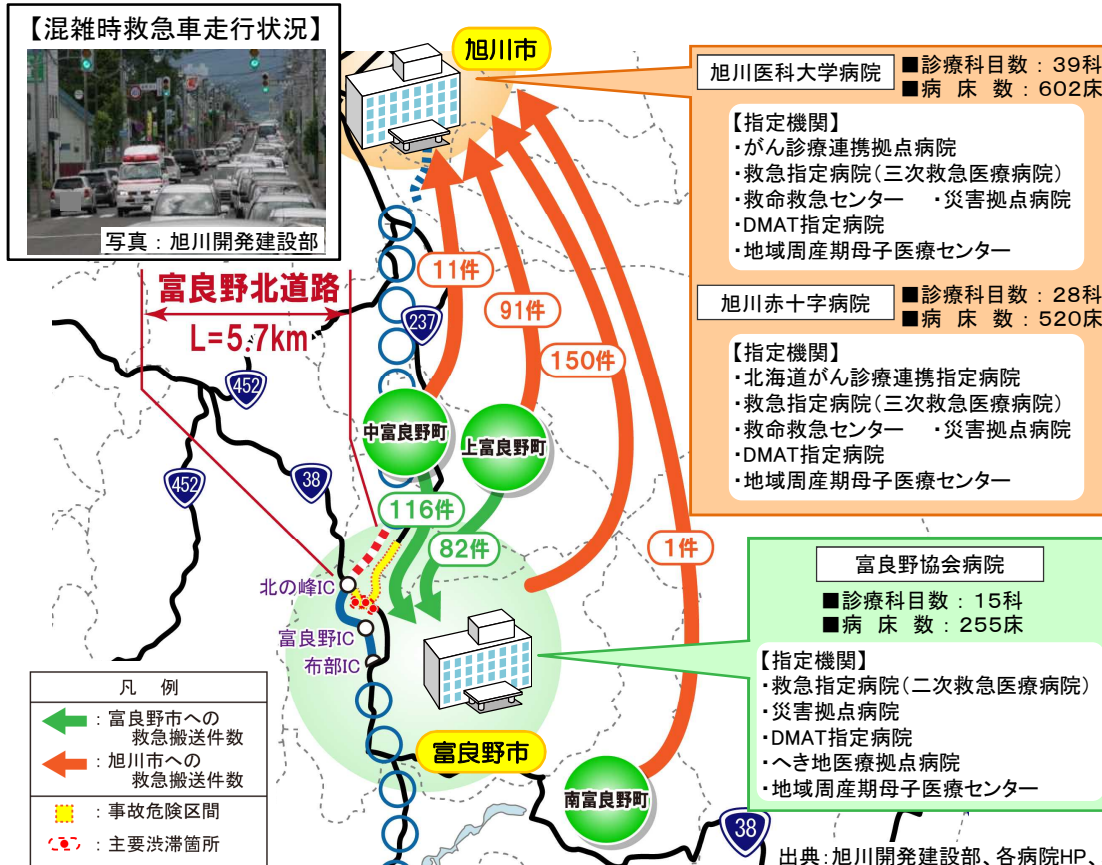 【混雑時救急車走行状況】
写真：旭川開発建設部
旭川市
旭川医科大学病院
■診療科目数：39科
■病 床 数：602床
【指定機関】
・がん診療連携拠点病院
・救急指定病院（三次救急医療病院）
・救命救急センター ・災害拠点病院
・DMAT指定病院
・地域周産期母子医療センター
旭川赤十字病院
■診療科目数：28科
■病 床 数：520床
【指定機関】
・北海道がん診療連携指定病院
・救急指定病院（三次救急医療病院）
・救命救急センター ・災害拠点病院
・DMAT指定病院
・地域周産期母子医療センター
富良野北道路
L=5.7km
11件
91件
150件
1件
237
452
452
38
中富良野町
上富良野町
116件
82件
北の峰IC
富良野IC
布部IC
富良野協会病院
■診療科目数：15科
■病 床 数：255床
【指定機関】
・救急指定病院（二次救急医療病院）
・災害拠点病院
・DMAT指定病院
・へき地医療拠点病院
・地域周産期母子医療センター
富良野市
南富良野町
38
凡 例
：富良野市への
救急搬送件数
：旭川市への
救急搬送件数
：事故危険区間
：主要渋滞箇所
出典：旭川開発建設部、各病院HP、